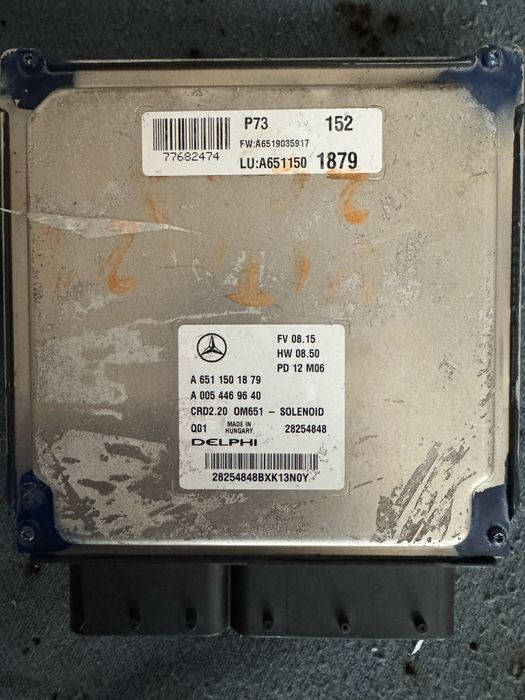 P73 152
FW:A6519035917
77682474
LU:A651150 1879
FV 08.15
HW 08.50
PD 12 M06
A 651 150 18 79
A 005 446 96 40
CRD2.20 OM651 - SOLENOID
Q01 MADE IN HUNGARY 28254848
DELPHI
28254848BXK13N0Y